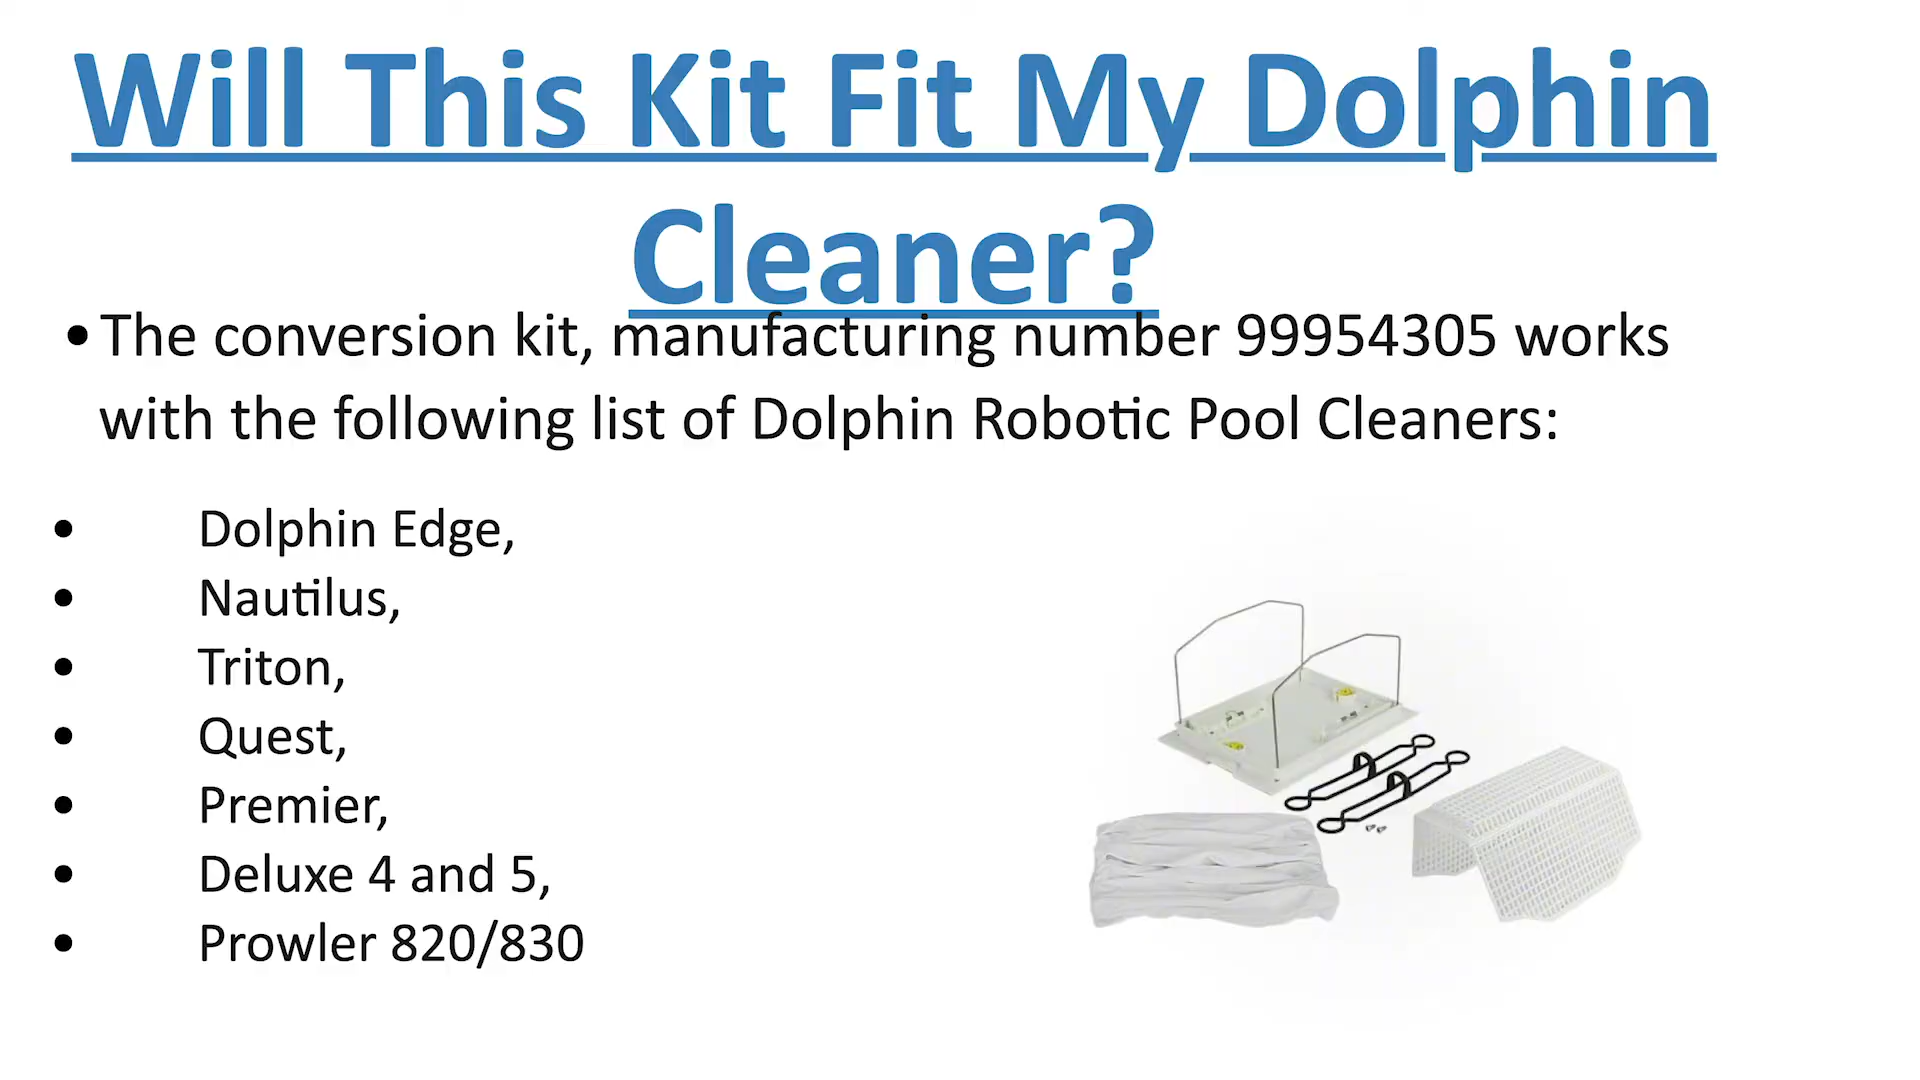 Will This Kit Fit My Dolphin
Cleaner?
• The conversion kit, manufacturing number 99954305 works
with the following list of Dolphin Robotic Pool Cleaners:
• Dolphin Edge,
• Nautilus,
• Triton,
• Quest,
• Premier,
• Deluxe 4 and 5,
• Prowler 820/830